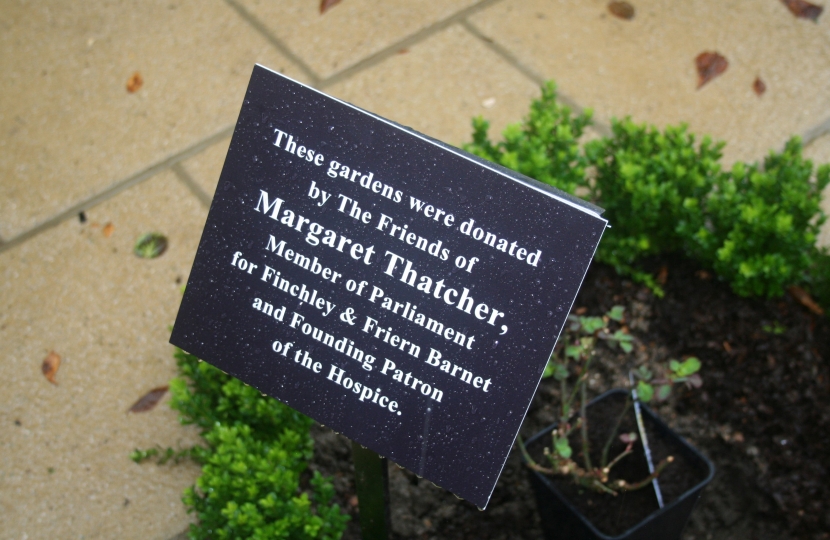 These gardens were donated
by The Friends of
Margaret Thatcher,
Member of Parliament
for Finchley & Friern Barnet
and Founding Patron
of the Hospice.